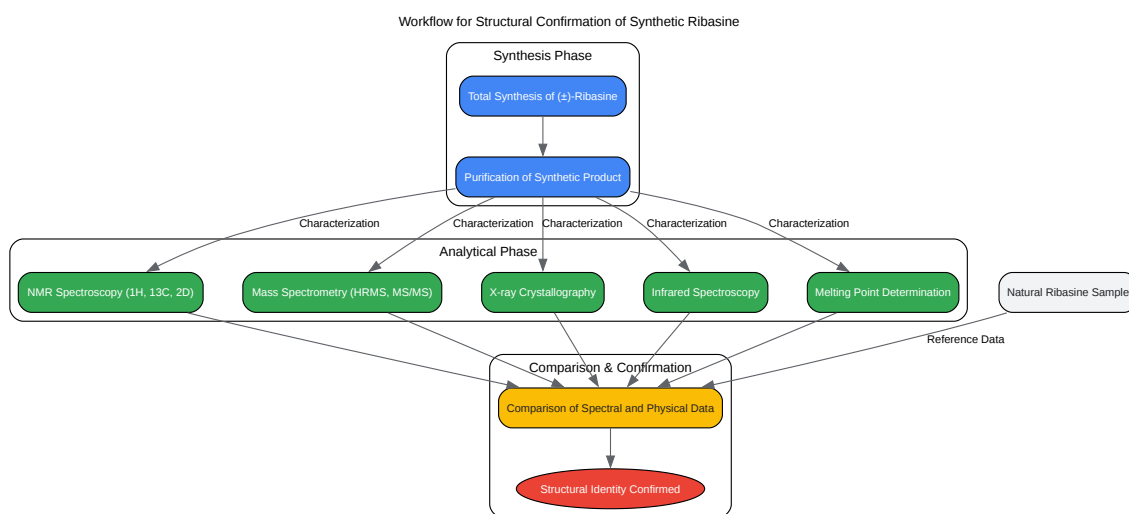 Workflow for Structural Confirmation of Synthetic Ribasine
Synthesis Phase
Total Synthesis of (±)-Ribasine
Purification of Synthetic Product
Characterization
Characterization
Characterization
Characterization
Characterization
Analytical Phase
NMR Spectroscopy (1H, 13C, 2D)
Mass Spectrometry (HRMS, MS/MS)
X-ray Crystallography
Infrared Spectroscopy
Melting Point Determination
Natural Ribasine Sample
Reference Data
Comparison & Confirmation
Comparison of Spectral and Physical Data
Structural Identity Confirmed